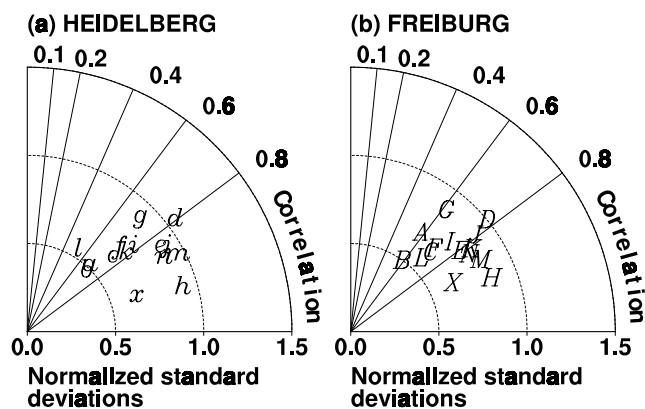 (a) HEIDELBERG
(b) FREIBURG
0.1
0.2
0.4
0.6
0.8
Correlation
g
d
l
h
x
m
0.0
0.5
1.0
1.5
Normalized standard
deviations
0.1
0.2
0.4
0.6
0.8
Correlation
G
D
A
I
B
L
M
X
H
0.0
0.5
1.0
1.5
Normalized standard
deviations